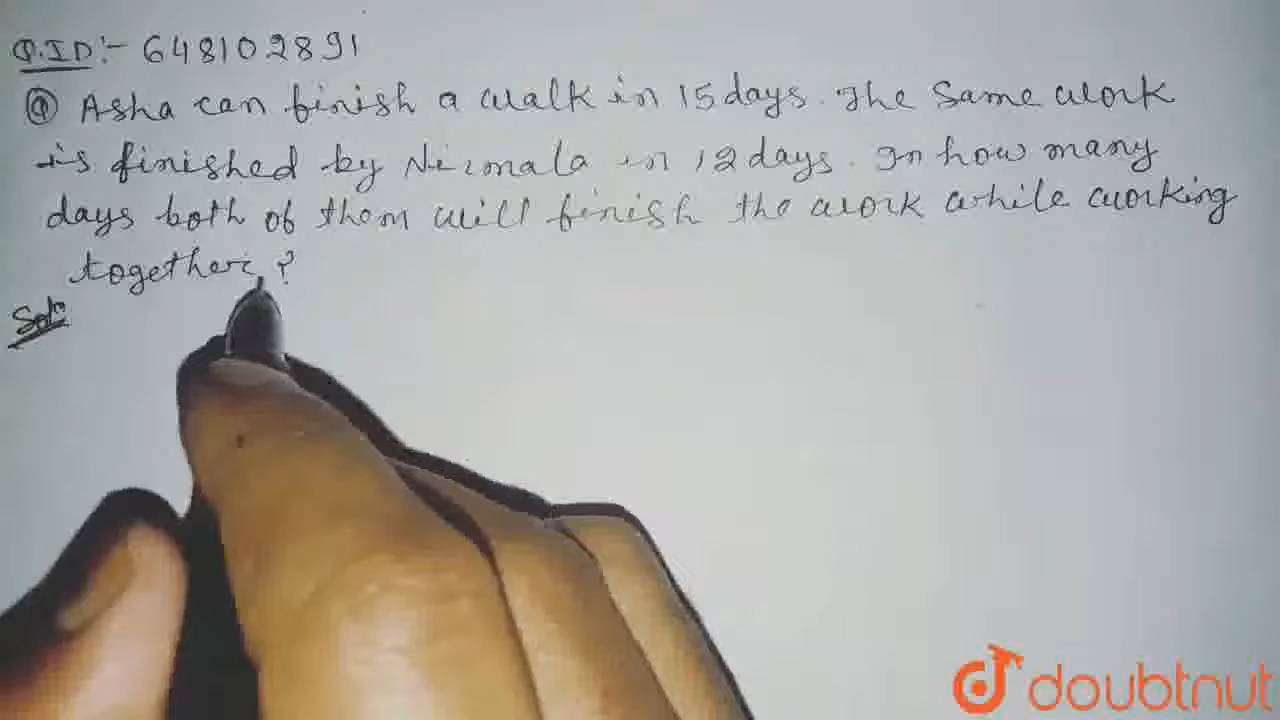 Q.ID:- 648102891
@ Asha can finish a walk in 15 days. The same work
is finished by Nirmala in 12 days. In how many
days both of them will finish the work while working
together ?
Solⁿ
doubtnut